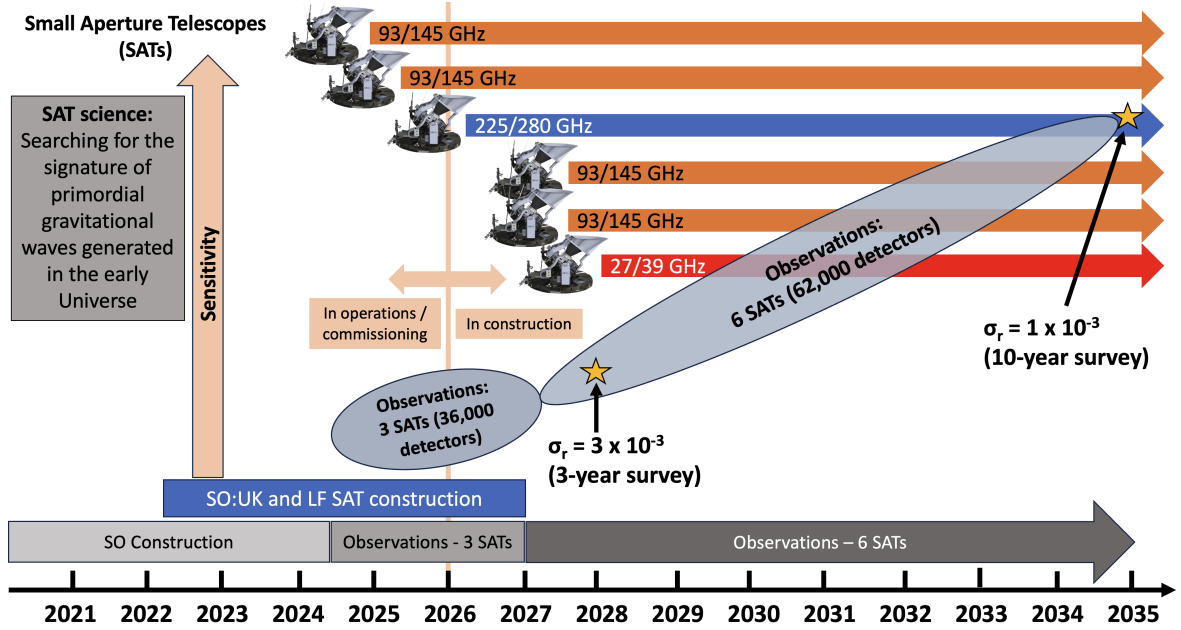 Small Aperture Telescopes
(SATs)
SAT science:
Searching for the
signature of
primordial
gravitational
waves generated
in the early
Universe
Sensitivity
93/145 GHz
93/145 GHz
225/280 GHz
93/145 GHz
93/145 GHz
27/39 GHz
In operations /
commissioning
In construction
Observations:
3 SATs (36,000
detectors)
Observations:
6 SATs (62,000 detectors)
σr = 3 x 10-3
(3-year survey)
σr = 1 x 10-3
(10-year survey)
SO:UK and LF SAT construction
SO Construction
Observations - 3 SATs
Observations – 6 SATs
2021 2022 2023 2024 2025 2026 2027 2028 2029 2030 2031 2032 2033 2034 2035